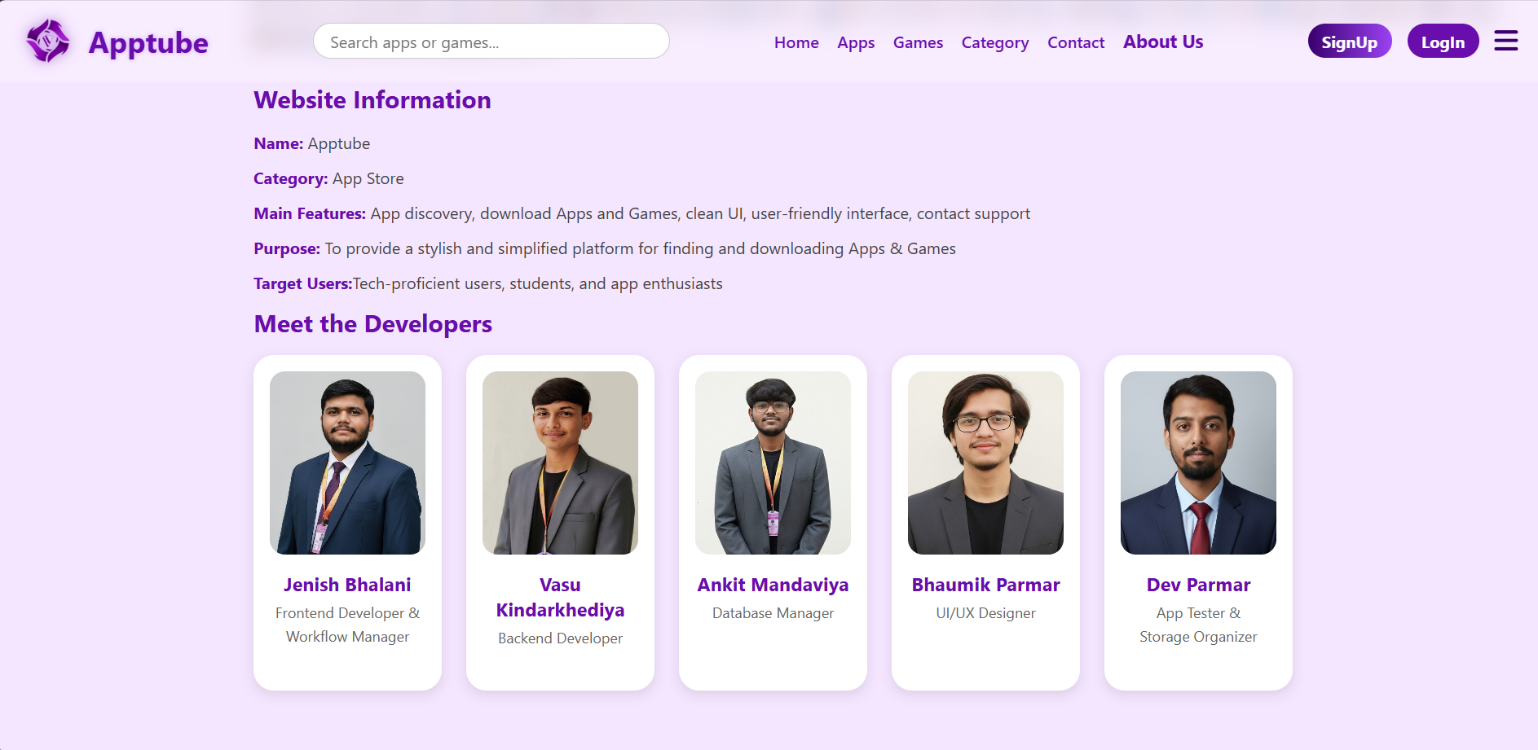 Apptube
Search apps or games...
Home Apps Games Category Contact About Us
SignUp LogIn
Website Information
Name: Apptube
Category: App Store
Main Features: App discovery, download Apps and Games, clean UI, user-friendly interface, contact support
Purpose: To provide a stylish and simplified platform for finding and downloading Apps & Games
Target Users:Tech-proficient users, students, and app enthusiasts
Meet the Developers
Jenish Bhalani
Frontend Developer &
Workflow Manager
Vasu
Kindarkhediya
Backend Developer
Ankit Mandaviya
Database Manager
Bhaumik Parmar
UI/UX Designer
Dev Parmar
App Tester &
Storage Organizer